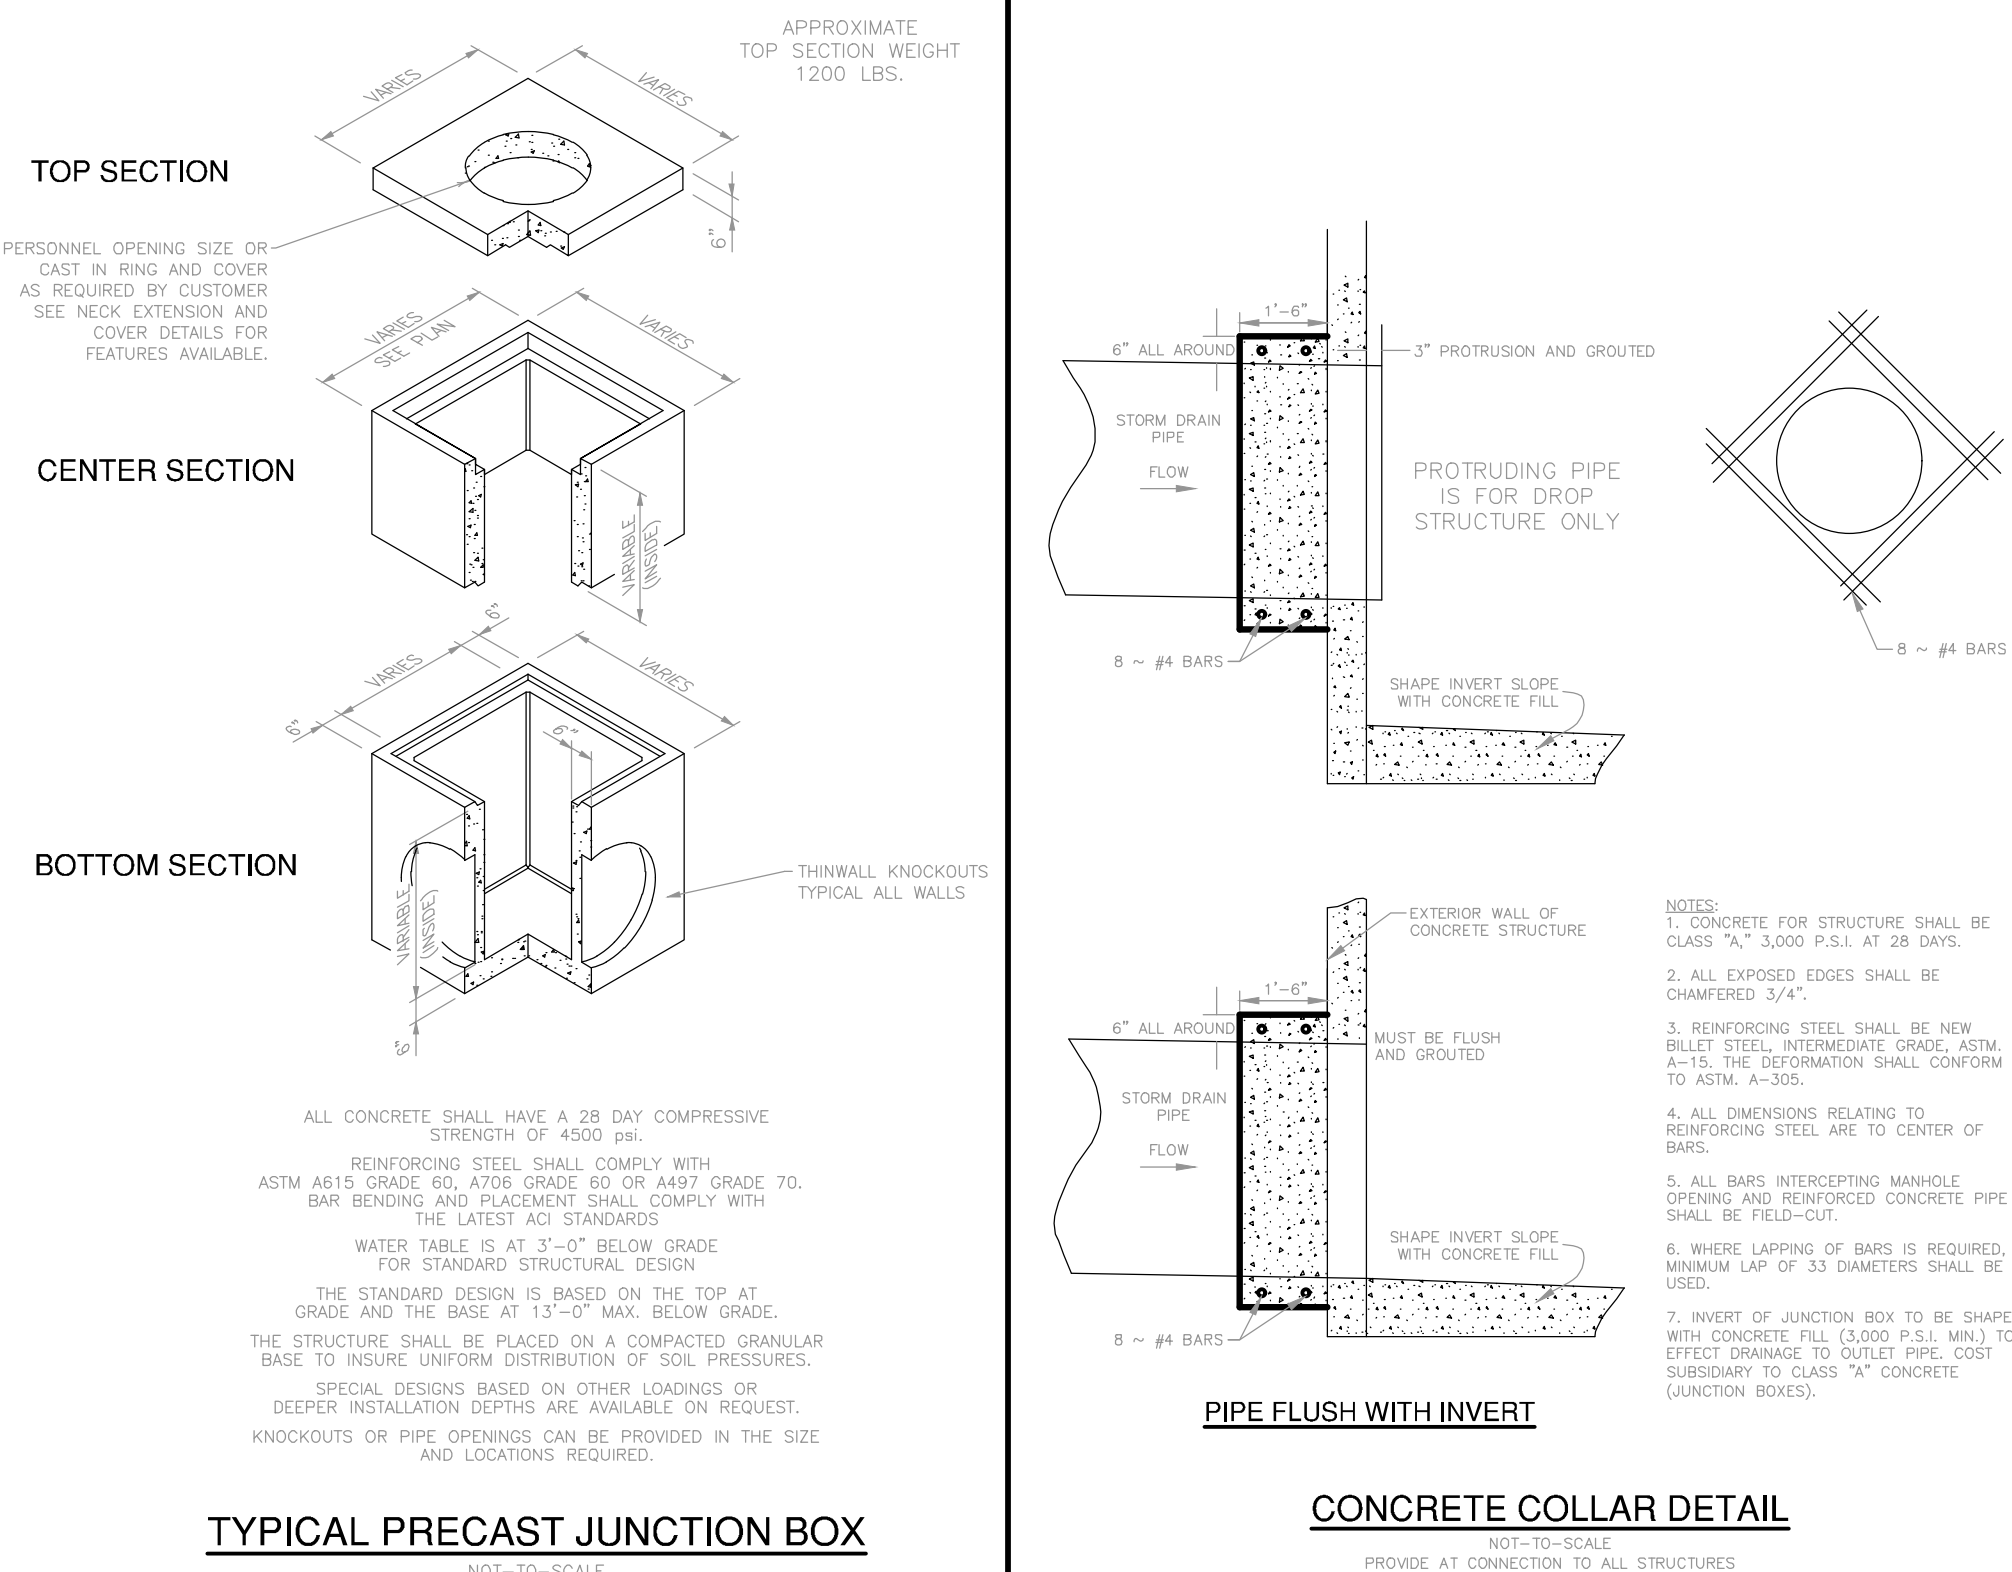 APPROXIMATE
TOP SECTION WEIGHT
1200 LBS.
VARIES
VARIES
TOP SECTION
6"
PERSONNEL OPENING SIZE OR
CAST IN RING AND COVER
AS REQUIRED BY CUSTOMER
SEE NECK EXTENSION AND
COVER DETAILS FOR
FEATURES AVAILABLE.
VARIES
SEE PLAN
VARIES
CENTER SECTION
VARIABLE
(INSIDE)
6"
VARIES
VARIES
6"
6"
BOTTOM SECTION
THINWALL KNOCKOUTS
TYPICAL ALL WALLS
VARIABLE
(INSIDE)
6"
ALL CONCRETE SHALL HAVE A 28 DAY COMPRESSIVE
STRENGTH OF 4500 psi.
REINFORCING STEEL SHALL COMPLY WITH
ASTM A615 GRADE 60, A706 GRADE 60 OR A497 GRADE 70.
BAR BENDING AND PLACEMENT SHALL COMPLY WITH
THE LATEST ACI STANDARDS
WATER TABLE IS AT 3'-0" BELOW GRADE
FOR STANDARD STRUCTURAL DESIGN
THE STANDARD DESIGN IS BASED ON THE TOP AT
GRADE AND THE BASE AT 13'-0" MAX. BELOW GRADE.
THE STRUCTURE SHALL BE PLACED ON A COMPACTED GRANULAR
BASE TO INSURE UNIFORM DISTRIBUTION OF SOIL PRESSURES.
SPECIAL DESIGNS BASED ON OTHER LOADINGS OR
DEEPER INSTALLATION DEPTHS ARE AVAILABLE ON REQUEST.
KNOCKOUTS OR PIPE OPENINGS CAN BE PROVIDED IN THE SIZE
AND LOCATIONS REQUIRED.
TYPICAL PRECAST JUNCTION BOX
NOT-TO-SCALE
1'-6"
6" ALL AROUND
3" PROTRUSION AND GROUTED
STORM DRAIN
PIPE
FLOW
PROTRUDING PIPE
IS FOR DROP
STRUCTURE ONLY
8 ~ #4 BARS
8 ~ #4 BARS
SHAPE INVERT SLOPE
WITH CONCRETE FILL
EXTERIOR WALL OF
CONCRETE STRUCTURE
1'-6"
6" ALL AROUND
MUST BE FLUSH
AND GROUTED
STORM DRAIN
PIPE
FLOW
SHAPE INVERT SLOPE
WITH CONCRETE FILL
8 ~ #4 BARS
PIPE FLUSH WITH INVERT
NOTES:
1. CONCRETE FOR STRUCTURE SHALL BE
CLASS "A," 3,000 P.S.I. AT 28 DAYS.
2. ALL EXPOSED EDGES SHALL BE
CHAMFERED 3/4".
3. REINFORCING STEEL SHALL BE NEW
BILLET STEEL, INTERMEDIATE GRADE, ASTM.
A-15. THE DEFORMATION SHALL CONFORM
TO ASTM. A-305.
4. ALL DIMENSIONS RELATING TO
REINFORCING STEEL ARE TO CENTER OF
BARS.
5. ALL BARS INTERCEPTING MANHOLE
OPENING AND REINFORCED CONCRETE PIPE
SHALL BE FIELD-CUT.
6. WHERE LAPPING OF BARS IS REQUIRED,
MINIMUM LAP OF 33 DIAMETERS SHALL BE
USED.
7. INVERT OF JUNCTION BOX TO BE SHAPE
WITH CONCRETE FILL (3,000 P.S.I. MIN.) TO
EFFECT DRAINAGE TO OUTLET PIPE. COST
SUBSIDIARY TO CLASS "A" CONCRETE
(JUNCTION BOXES).
CONCRETE COLLAR DETAIL
NOT-TO-SCALE
PROVIDE AT CONNECTION TO ALL STRUCTURES